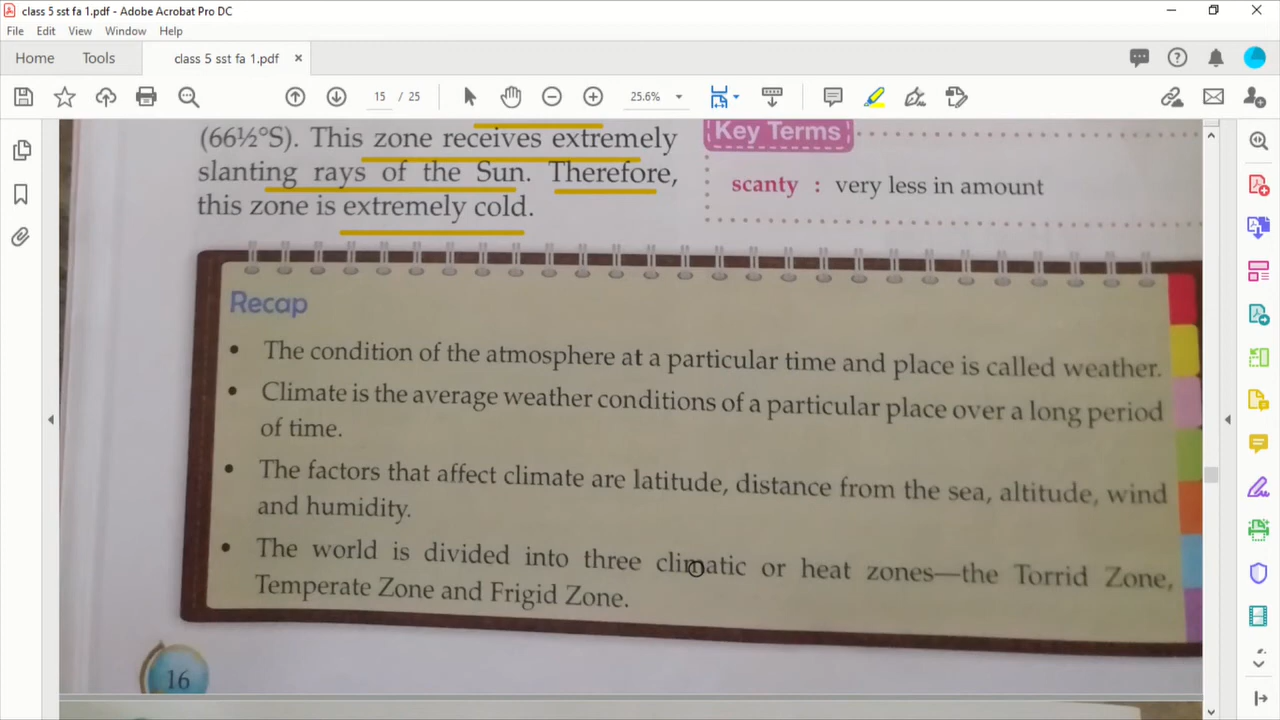 class 5 sst fa 1.pdf - Adobe Acrobat Pro DC
File Edit View Window Help
Home Tools class 5 sst fa 1.pdf ×
15 / 25 25.6%
(66½°S). This zone receives extremely
slanting rays of the Sun. Therefore,
this zone is extremely cold.
Key Terms
scanty : very less in amount
Recap
• The condition of the atmosphere at a particular time and place is called weather.
• Climate is the average weather conditions of a particular place over a long period
of time.
• The factors that affect climate are latitude, distance from the sea, altitude, wind
and humidity.
• The world is divided into three climatic or heat zones—the Torrid Zone,
Temperate Zone and Frigid Zone.
16